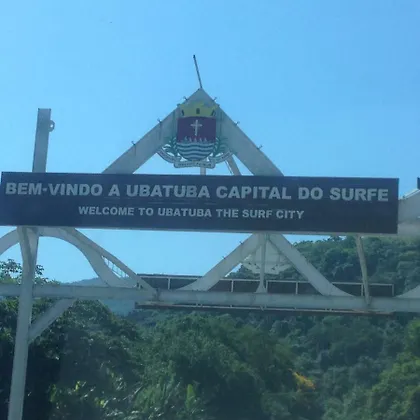 BEM-VINDO A UBATUBA CAPITAL DO SURFE
WELCOME TO UBATUBA THE SURF CITY